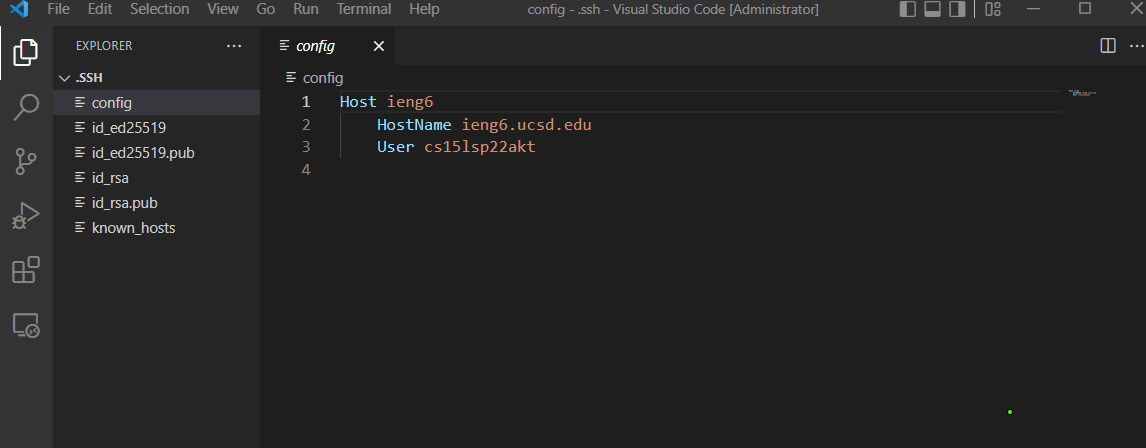 File Edit Selection View Go Run Terminal Help config - .ssh - Visual Studio Code [Administrator]
EXPLORER
.SSH
config
id_ed25519
id_ed25519.pub
id_rsa
id_rsa.pub
known_hosts
config
config
1 Host ieng6
2 HostName ieng6.ucsd.edu
3 User cs15lsp22akt
4